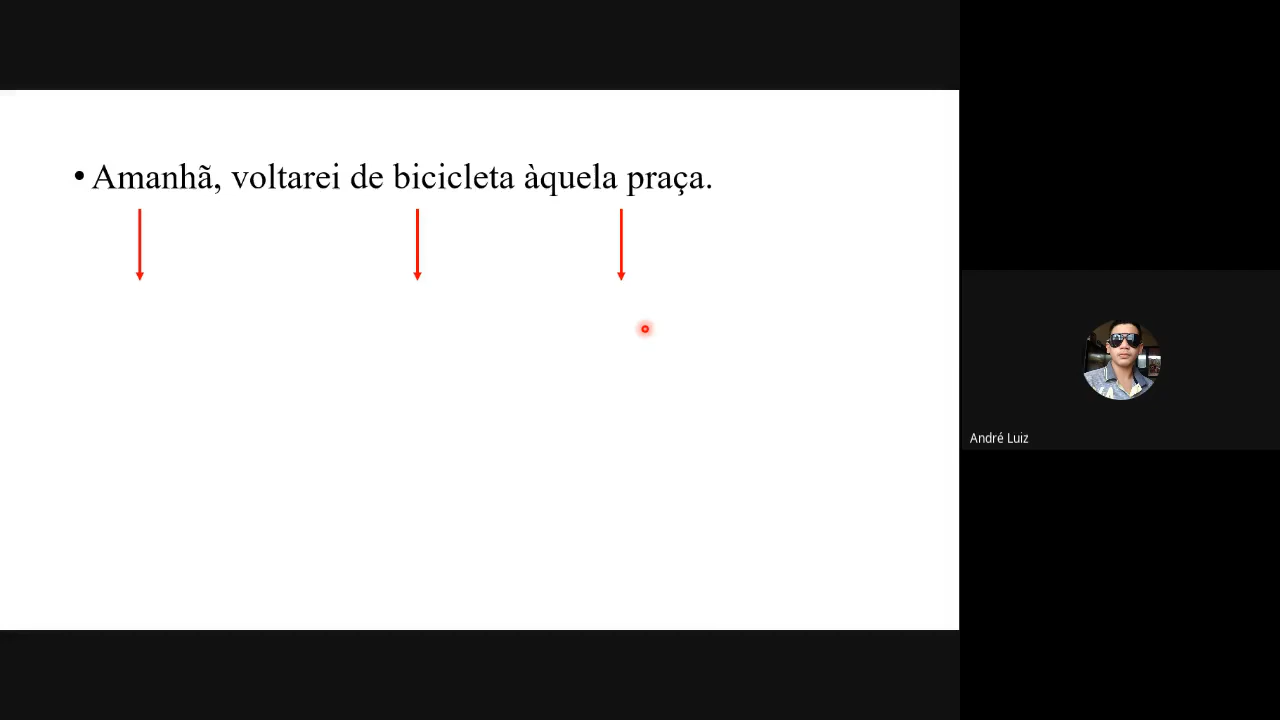 • Amanhã, voltarei de bicicleta àquela praça.
André Luiz